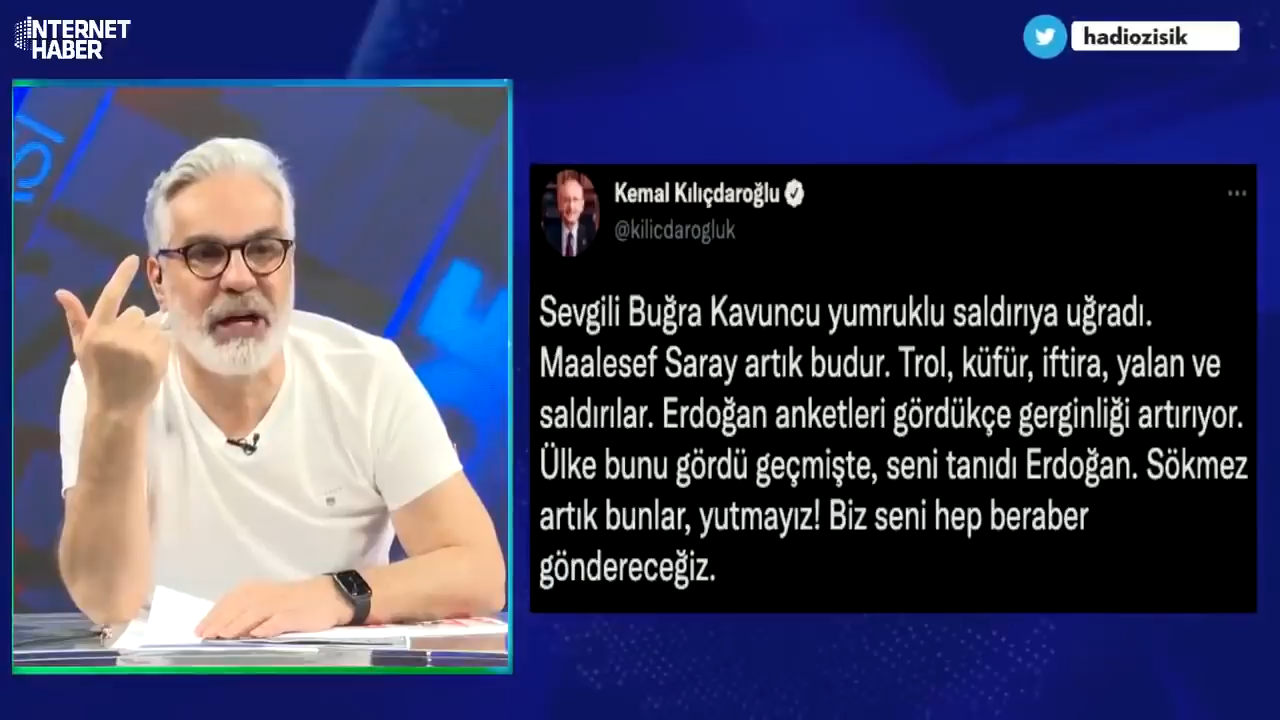 İNTERNET
HABER
hadiozisik
Kemal Kılıçdaroğlu
@kilicdarogluk
Sevgili Buğra Kavuncu yumruklu saldırıya uğradı.
Maalesef Saray artık budur. Trol, küfür, iftira, yalan ve
saldırılar. Erdoğan anketleri gördükçe gerginliği artırıyor.
Ülke bunu gördü geçmişte, seni tanıdı Erdoğan. Sökmez
artık bunlar, yutmayız! Biz seni hep beraber
göndereceğiz.